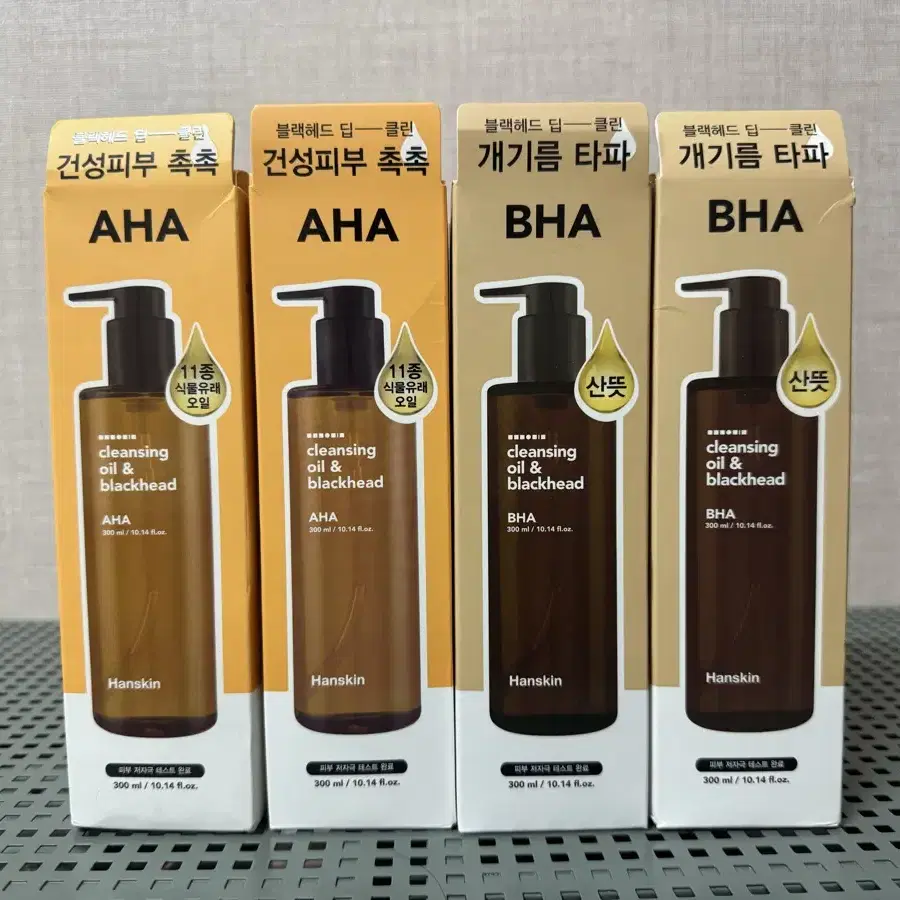 블랙헤드 딥——클린
건성피부 촉촉
AHA
11종
식물유래
오일
cleansing
oil &
blackhead
AHA
300 ml / 10.14 fl.oz.
Hanskin
피부 저자극 테스트 완료
300 ml / 10.14 fl.oz.
블랙헤드 딥——클린
건성피부 촉촉
AHA
11종
식물유래
오일
cleansing
oil &
blackhead
AHA
300 ml / 10.14 fl.oz.
Hanskin
피부 저자극 테스트 완료
300 ml / 10.14 fl.oz.
블랙헤드 딥——클린
개기름 타파
BHA
산뜻
cleansing
oil &
blackhead
BHA
300 ml / 10.14 fl.oz.
Hanskin
피부 저자극 테스트 완료
300 ml / 10.14 fl.oz.
블랙헤드 딥——클린
개기름 타파
BHA
산뜻
cleansing
oil &
blackhead
BHA
300 ml / 10.14 fl.oz.
Hanskin
피부 저자극 테스트 완료
300 ml / 10.14 fl.oz.